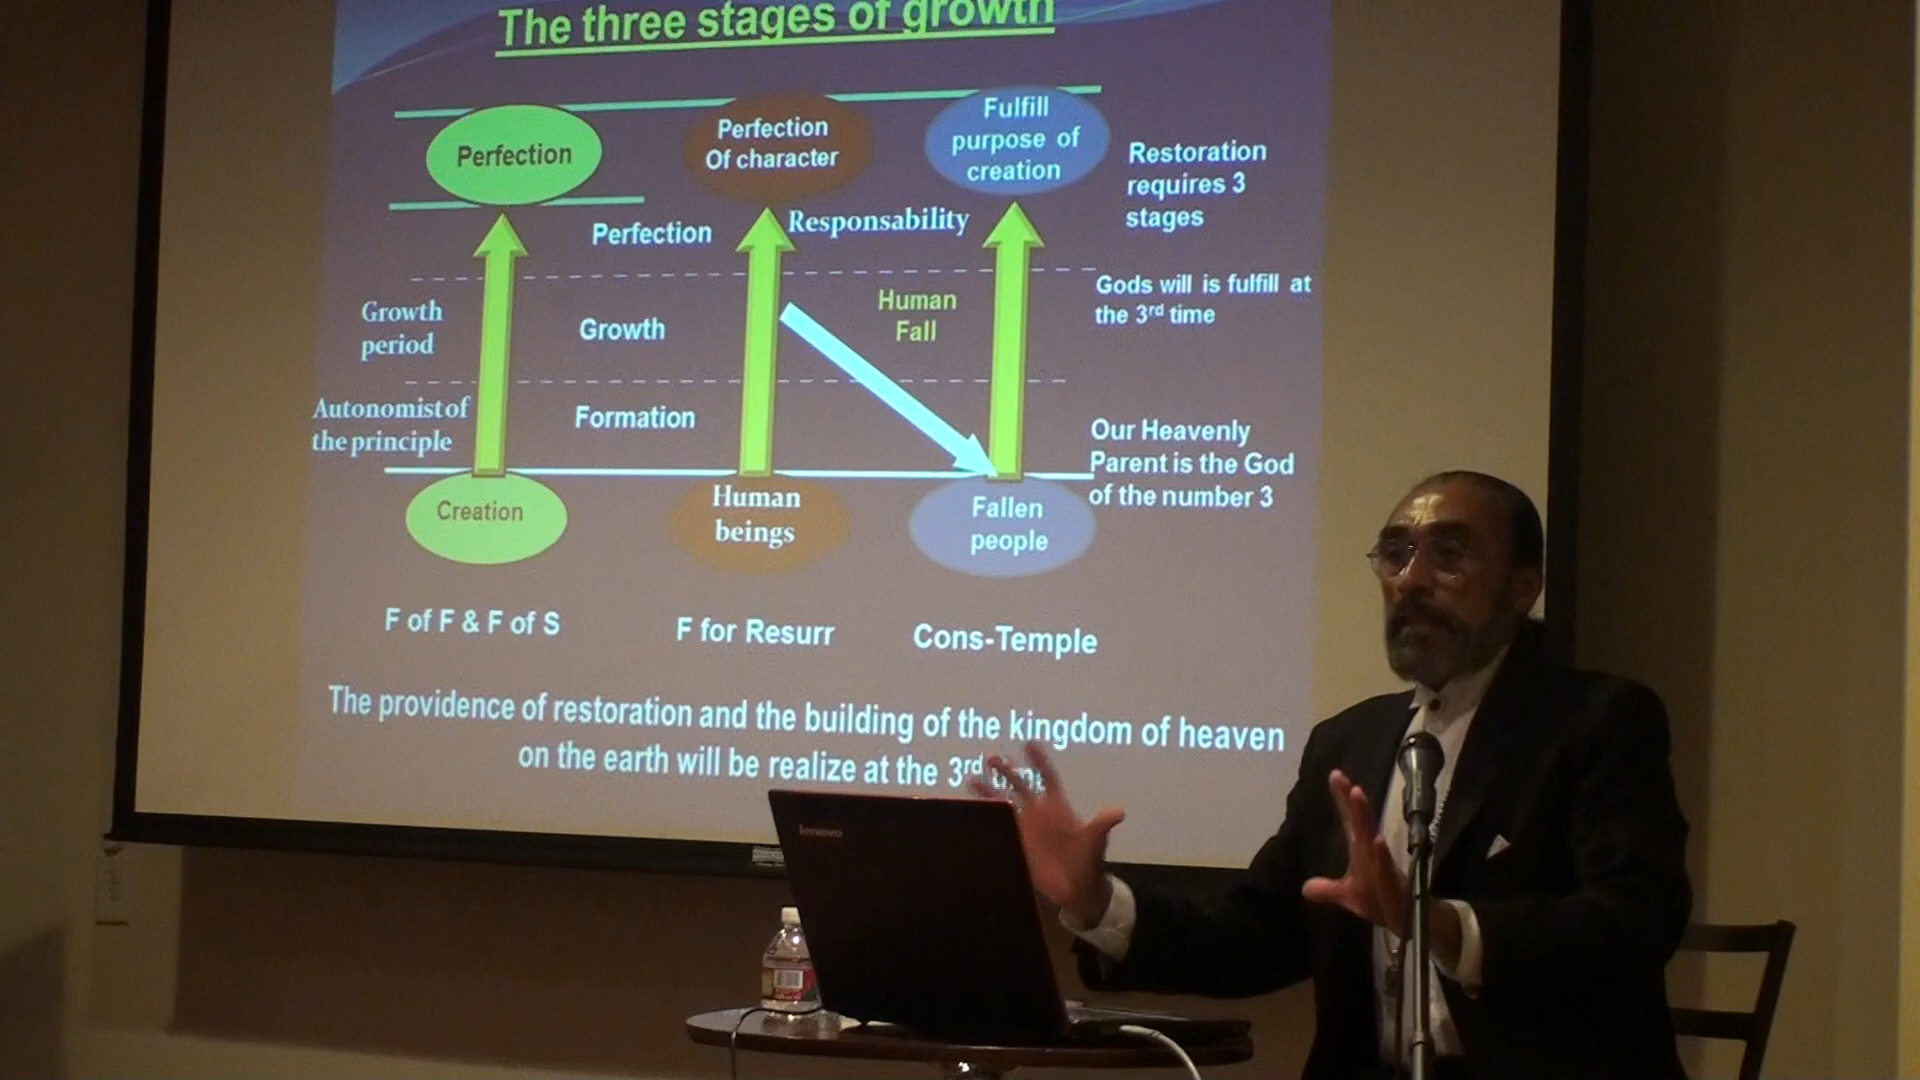 The three stages of growth
Perfection
Perfection
Of character
Fulfill
purpose of
creation
Restoration
requires 3
stages
Perfection
Responsability
Growth
period
Growth
Human
Fall
Gods will is fulfill at
the 3rd time
Autonomist of
the principle
Formation
Our Heavenly
Parent is the God
of the number 3
Creation
Human
beings
Fallen
people
F of F & F of S
F for Resurr
Cons-Temple
The providence of restoration and the building of the kingdom of heaven
on the earth will be realize at the 3rd time
lenovo